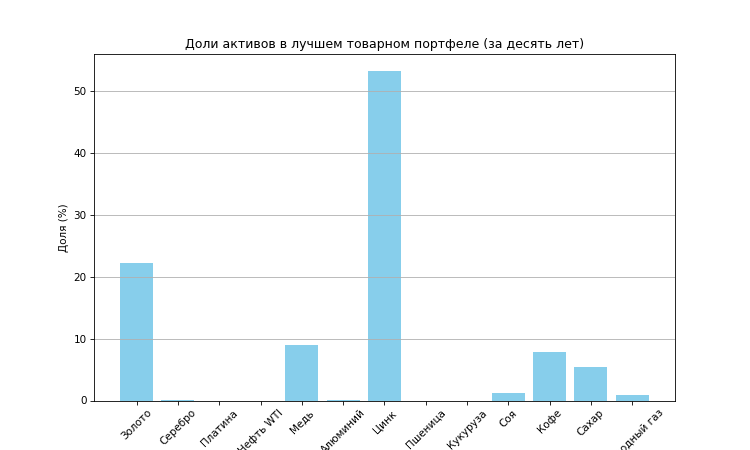 Доли активов в лучшем товарном портфеле (за десять лет)
Доля (%)
50
40
30
20
10
0
Золото
Серебро
Платина
Нефть WTI
Медь
Алюминий
Цинк
Пшеница
Кукуруза
Соя
Кофе
Сахар
газ